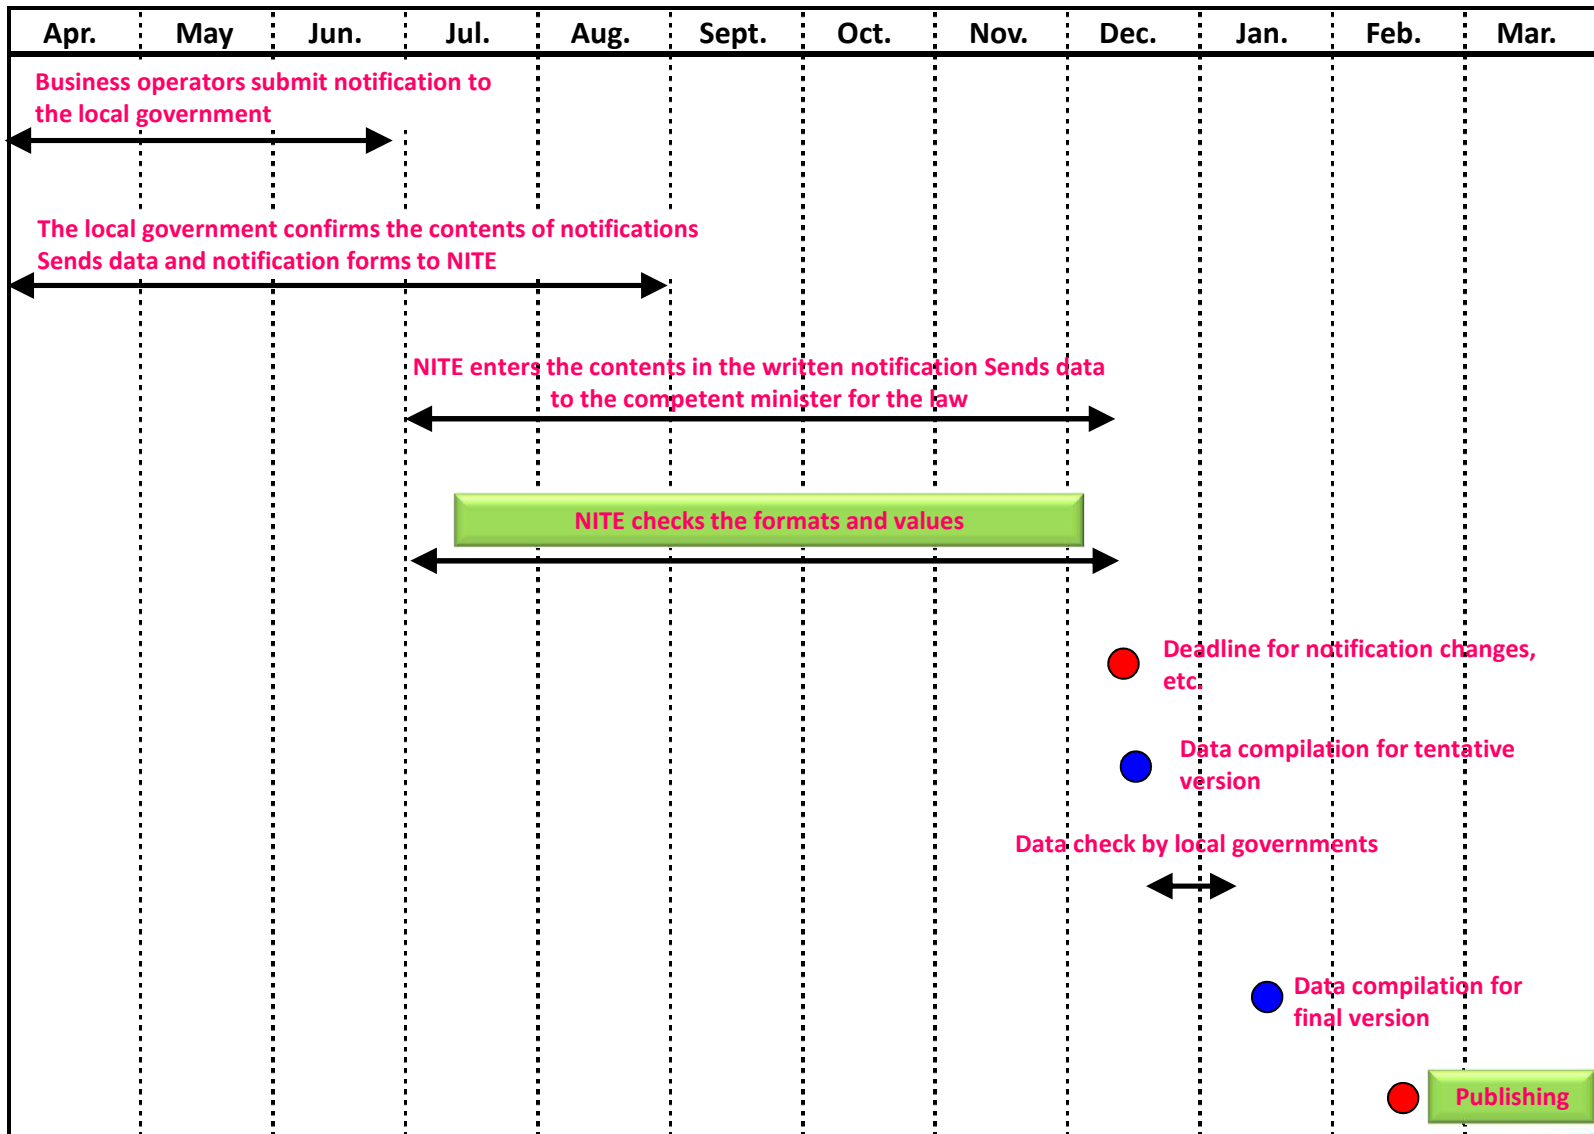 Apr. May Jun. Jul. Aug. Sept. Oct. Nov. Dec. Jan. Feb. Mar.
Business operators submit notification to
the local government
The local government confirms the contents of notifications
Sends data and notification forms to NITE
NITE enters the contents in the written notification Sends data
to the competent minister for the law
NITE checks the formats and values
Deadline for notification changes,
etc.
Data compilation for tentative
version
Data check by local governments
Data compilation for
final version
Publishing